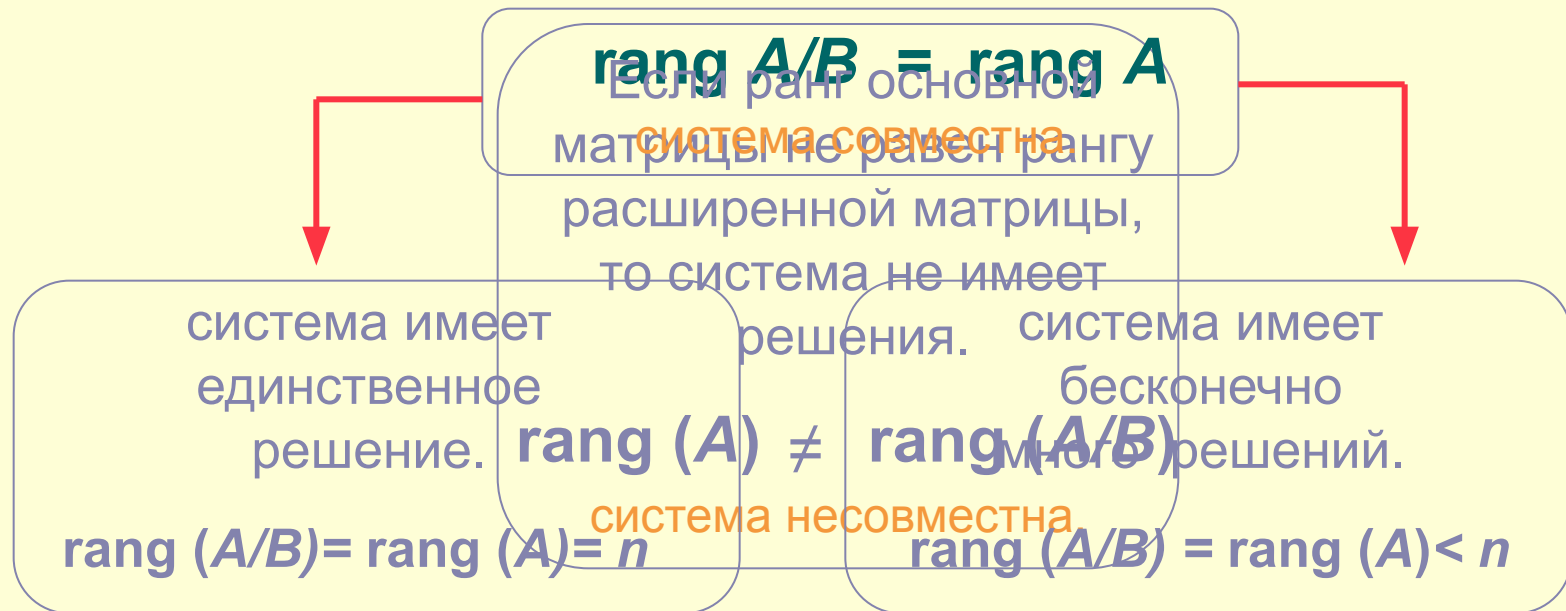 rang A/B = rang A
система совместна.
Если ранг основной
матрицы не равен рангу
расширенной матрицы,
то система не имеет
решения.
rang (A) ≠ rang (A/B)
система несовместна.
система имеет
единственное
решение.
rang (A/B)= rang (A)= n
система имеет
бесконечно
много решений.
rang (A/B) = rang (A)< n